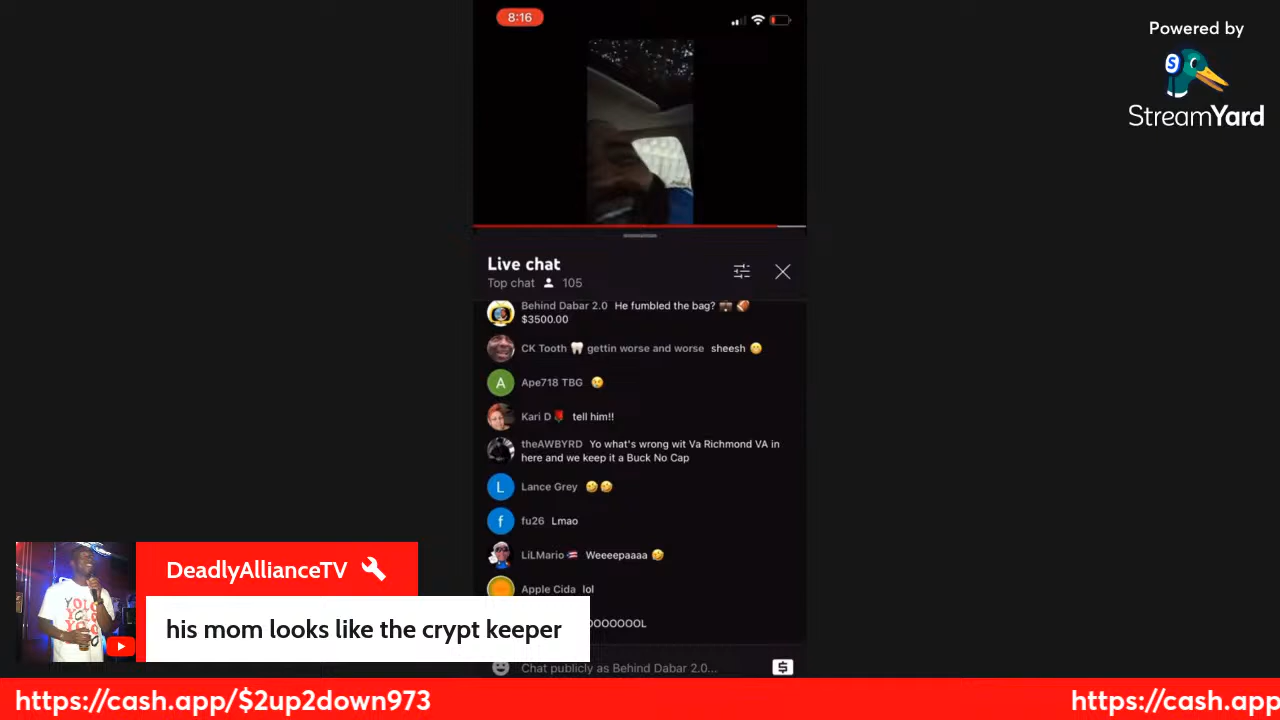 8:16
Powered by
S
StreamYard
Live chat
Top chat 105
Behind Dabar 2.0 He fumbled the bag?
$3500.00
CK Tooth gettin worse and worse sheesh
A Ape718 TBG
Kari D tell him!!
theAWBYRD Yo what's wrong wit Va Richmond VA in
here and we keep it a Buck No Cap
L Lance Grey
f fu26 Lmao
LiLMario Weeeepaaaa
Apple Cida lol
OOOOOOOL
Chat publicly as Behind Dabar 2.0...
DeadlyAllianceTV
his mom looks like the crypt keeper
YOLO
https://cash.app/$2up2down973
https://cash.app